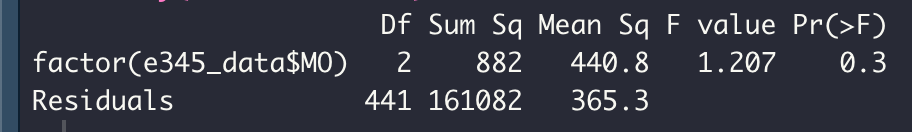 Df Sum Sq Mean Sq F value Pr(>F)
factor(e345_data$MO) 2 882 440.8 1.207 0.3
Residuals 441 161082 365.3